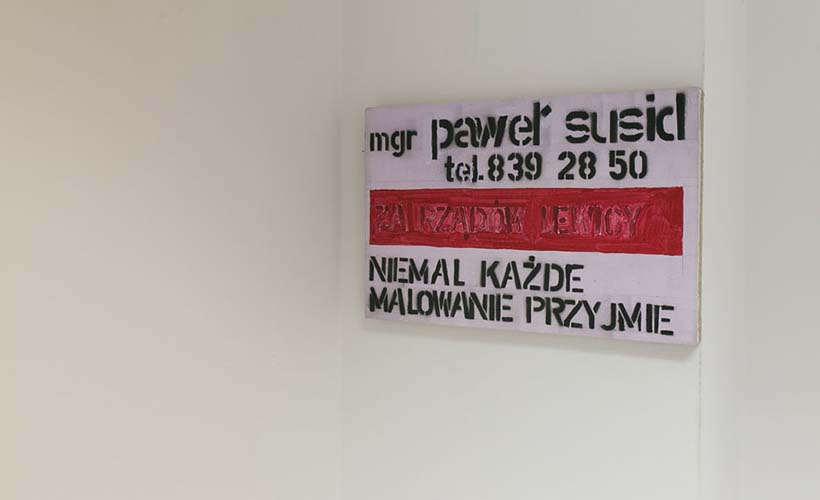 mgr paweł susid
tel. 839 28 50
ZA RZĄDÓW LEWICY
NIEMAL KAŻDE
MALOWANIE PRZYJMIE